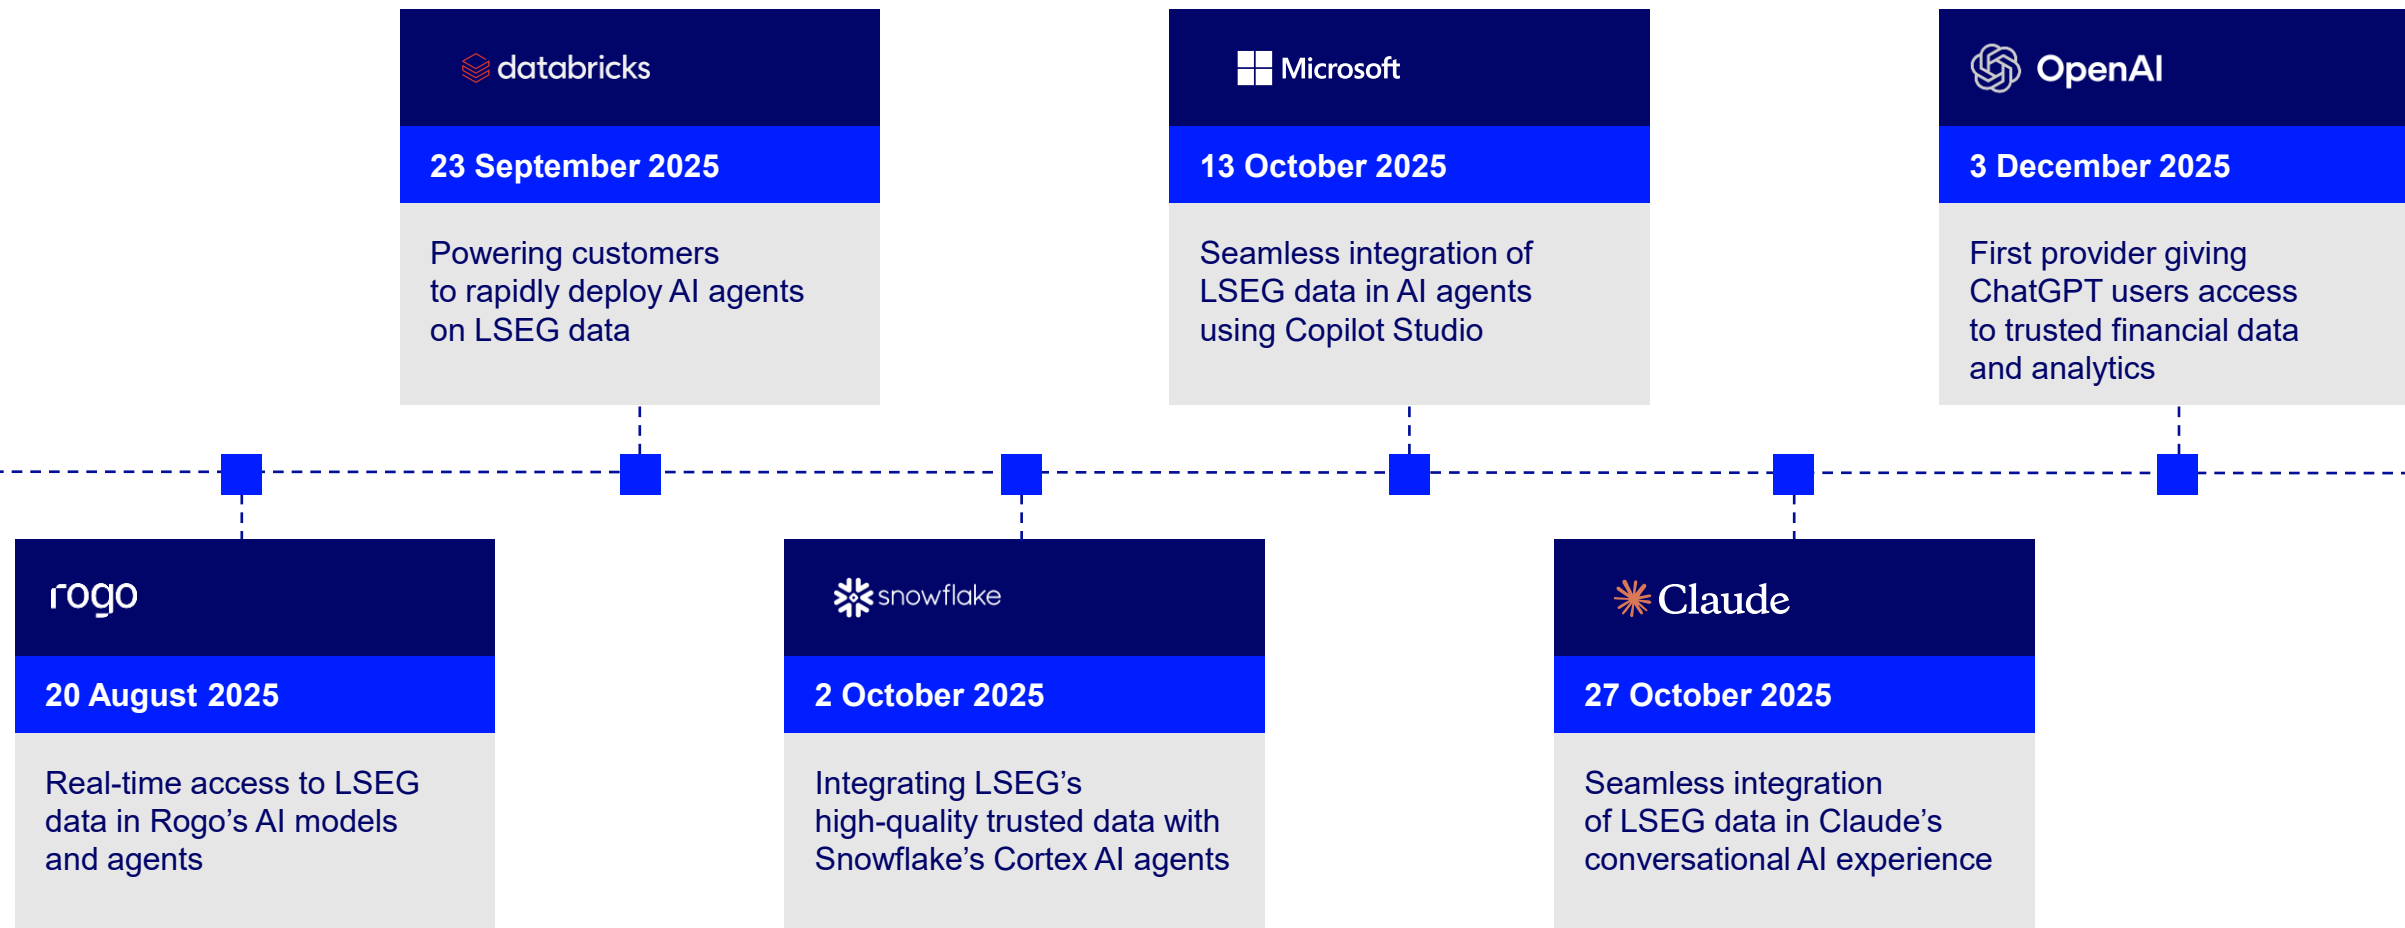 databricks
23 September 2025
Powering customers
to rapidly deploy AI agents
on LSEG data
Microsoft
13 October 2025
Seamless integration of
LSEG data in AI agents
using Copilot Studio
OpenAI
3 December 2025
First provider giving
ChatGPT users access
to trusted financial data
and analytics
rogo
20 August 2025
Real-time access to LSEG
data in Rogo’s AI models
and agents
snowflake
2 October 2025
Integrating LSEG’s
high-quality trusted data with
Snowflake’s Cortex AI agents
Claude
27 October 2025
Seamless integration
of LSEG data in Claude’s
conversational AI experience